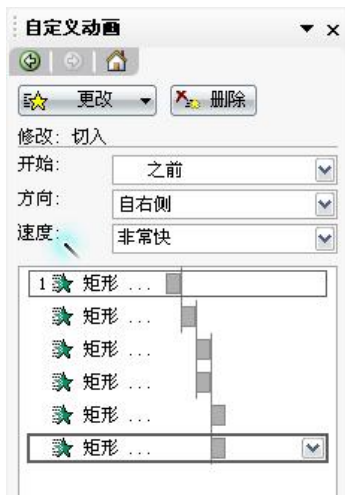 自定义动画
更改 删除
修改: 切入
开始: 之前
方向: 自右侧
速度: 非常快
1 矩形 ...
矩形 ...
矩形 ...
矩形 ...
矩形 ...
矩形 ...